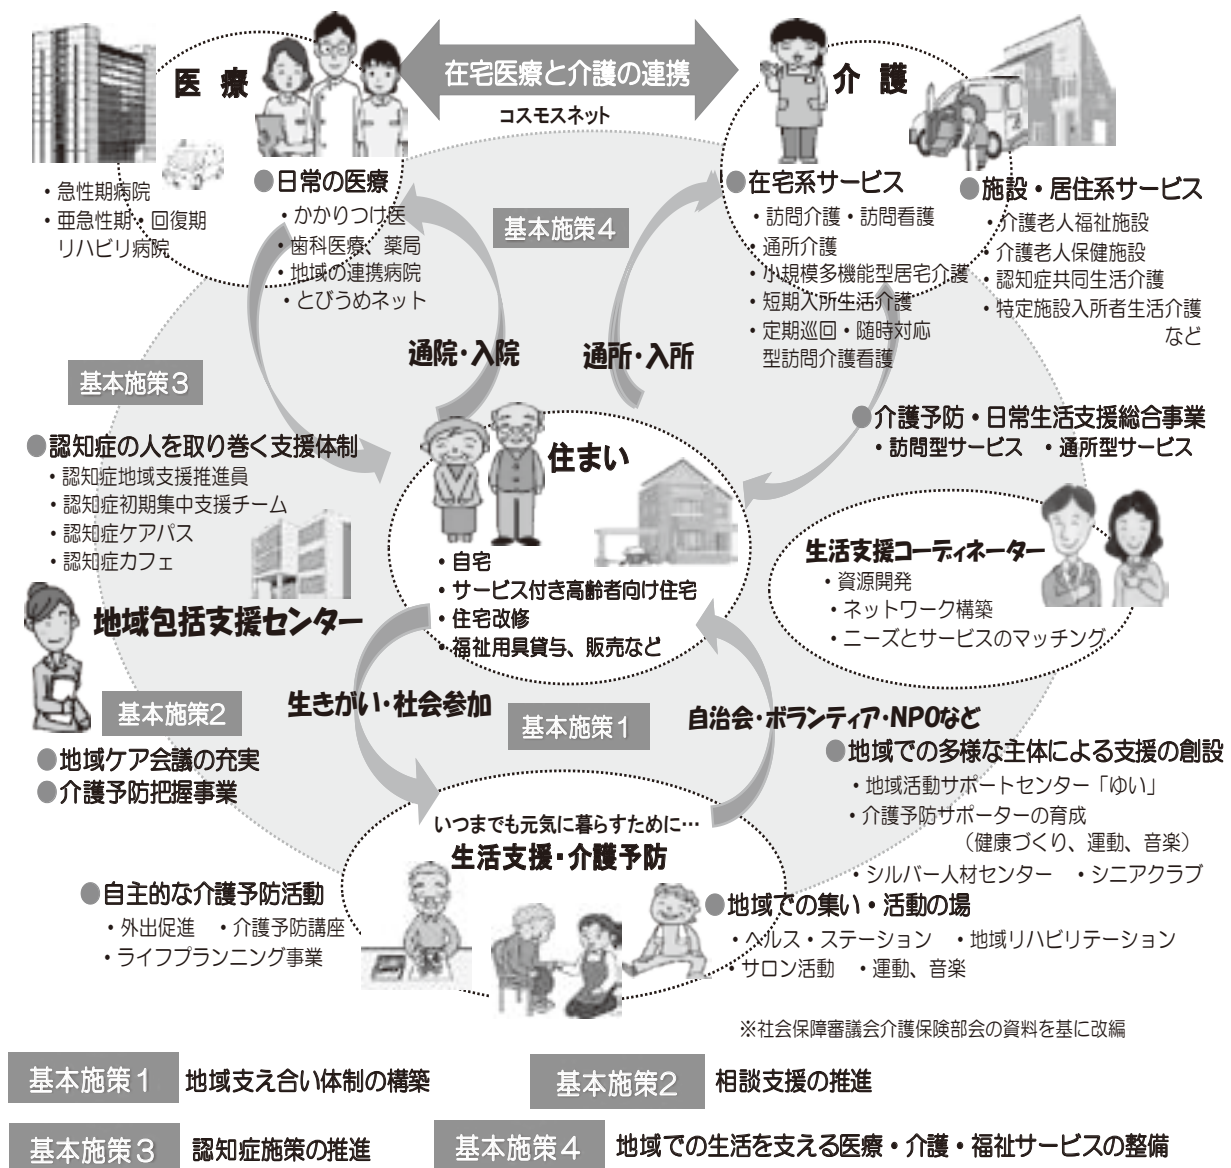 医療
在宅医療と介護の連携
コスモスネット
介護
・急性期病院
・亜急性期・回復期
リハビリ病院
●日常の医療
・かかりつけ医
・歯科医療、薬局
・地域の連携病院
・とびうめネット
基本施策4
●在宅系サービス
・訪問介護・訪問看護
・通所介護
・小規模多機能型居宅介護
・短期入所生活介護
・定期巡回・随時対応
型訪問介護看護
●施設・居住系サービス
・介護老人福祉施設
・介護老人保健施設
・認知症共同生活介護
・特定施設入所者生活介護
など
通院・入院
通所・入所
基本施策3
●認知症の人を取り巻く支援体制
・認知症地域支援推進員
・認知症初期集中支援チーム
・認知症ケアパス
・認知症カフェ
住まい
・自宅
・サービス付き高齢者向け住宅
・住宅改修
・福祉用具貸与、販売など
●介護予防・日常生活支援総合事業
・訪問型サービス ・通所型サービス
生活支援コーディネーター
・資源開発
・ネットワーク構築
・ニーズとサービスのマッチング
地域包括支援センター
基本施策2
●地域ケア会議の充実
●介護予防把握事業
生きがい・社会参加
基本施策1
自治会・ボランティア・NPOなど
●地域での多様な主体による支援の創設
・地域活動サポートセンター「ゆい」
・介護予防サポーターの育成
（健康づくり、運動、音楽）
・シルバー人材センター ・シニアクラブ
いつまでも元気に暮らすために…
生活支援・介護予防
●自主的な介護予防活動
・外出促進 ・介護予防講座
・ライフプランニング事業
●地域での集い・活動の場
・ヘルス・ステーション ・地域リハビリテーション
・サロン活動 ・運動、音楽
※社会保障審議会介護保険部会の資料を基に改編
基本施策1 地域支え合い体制の構築
基本施策2 相談支援の推進
基本施策3 認知症施策の推進
基本施策4 地域での生活を支える医療・介護・福祉サービスの整備